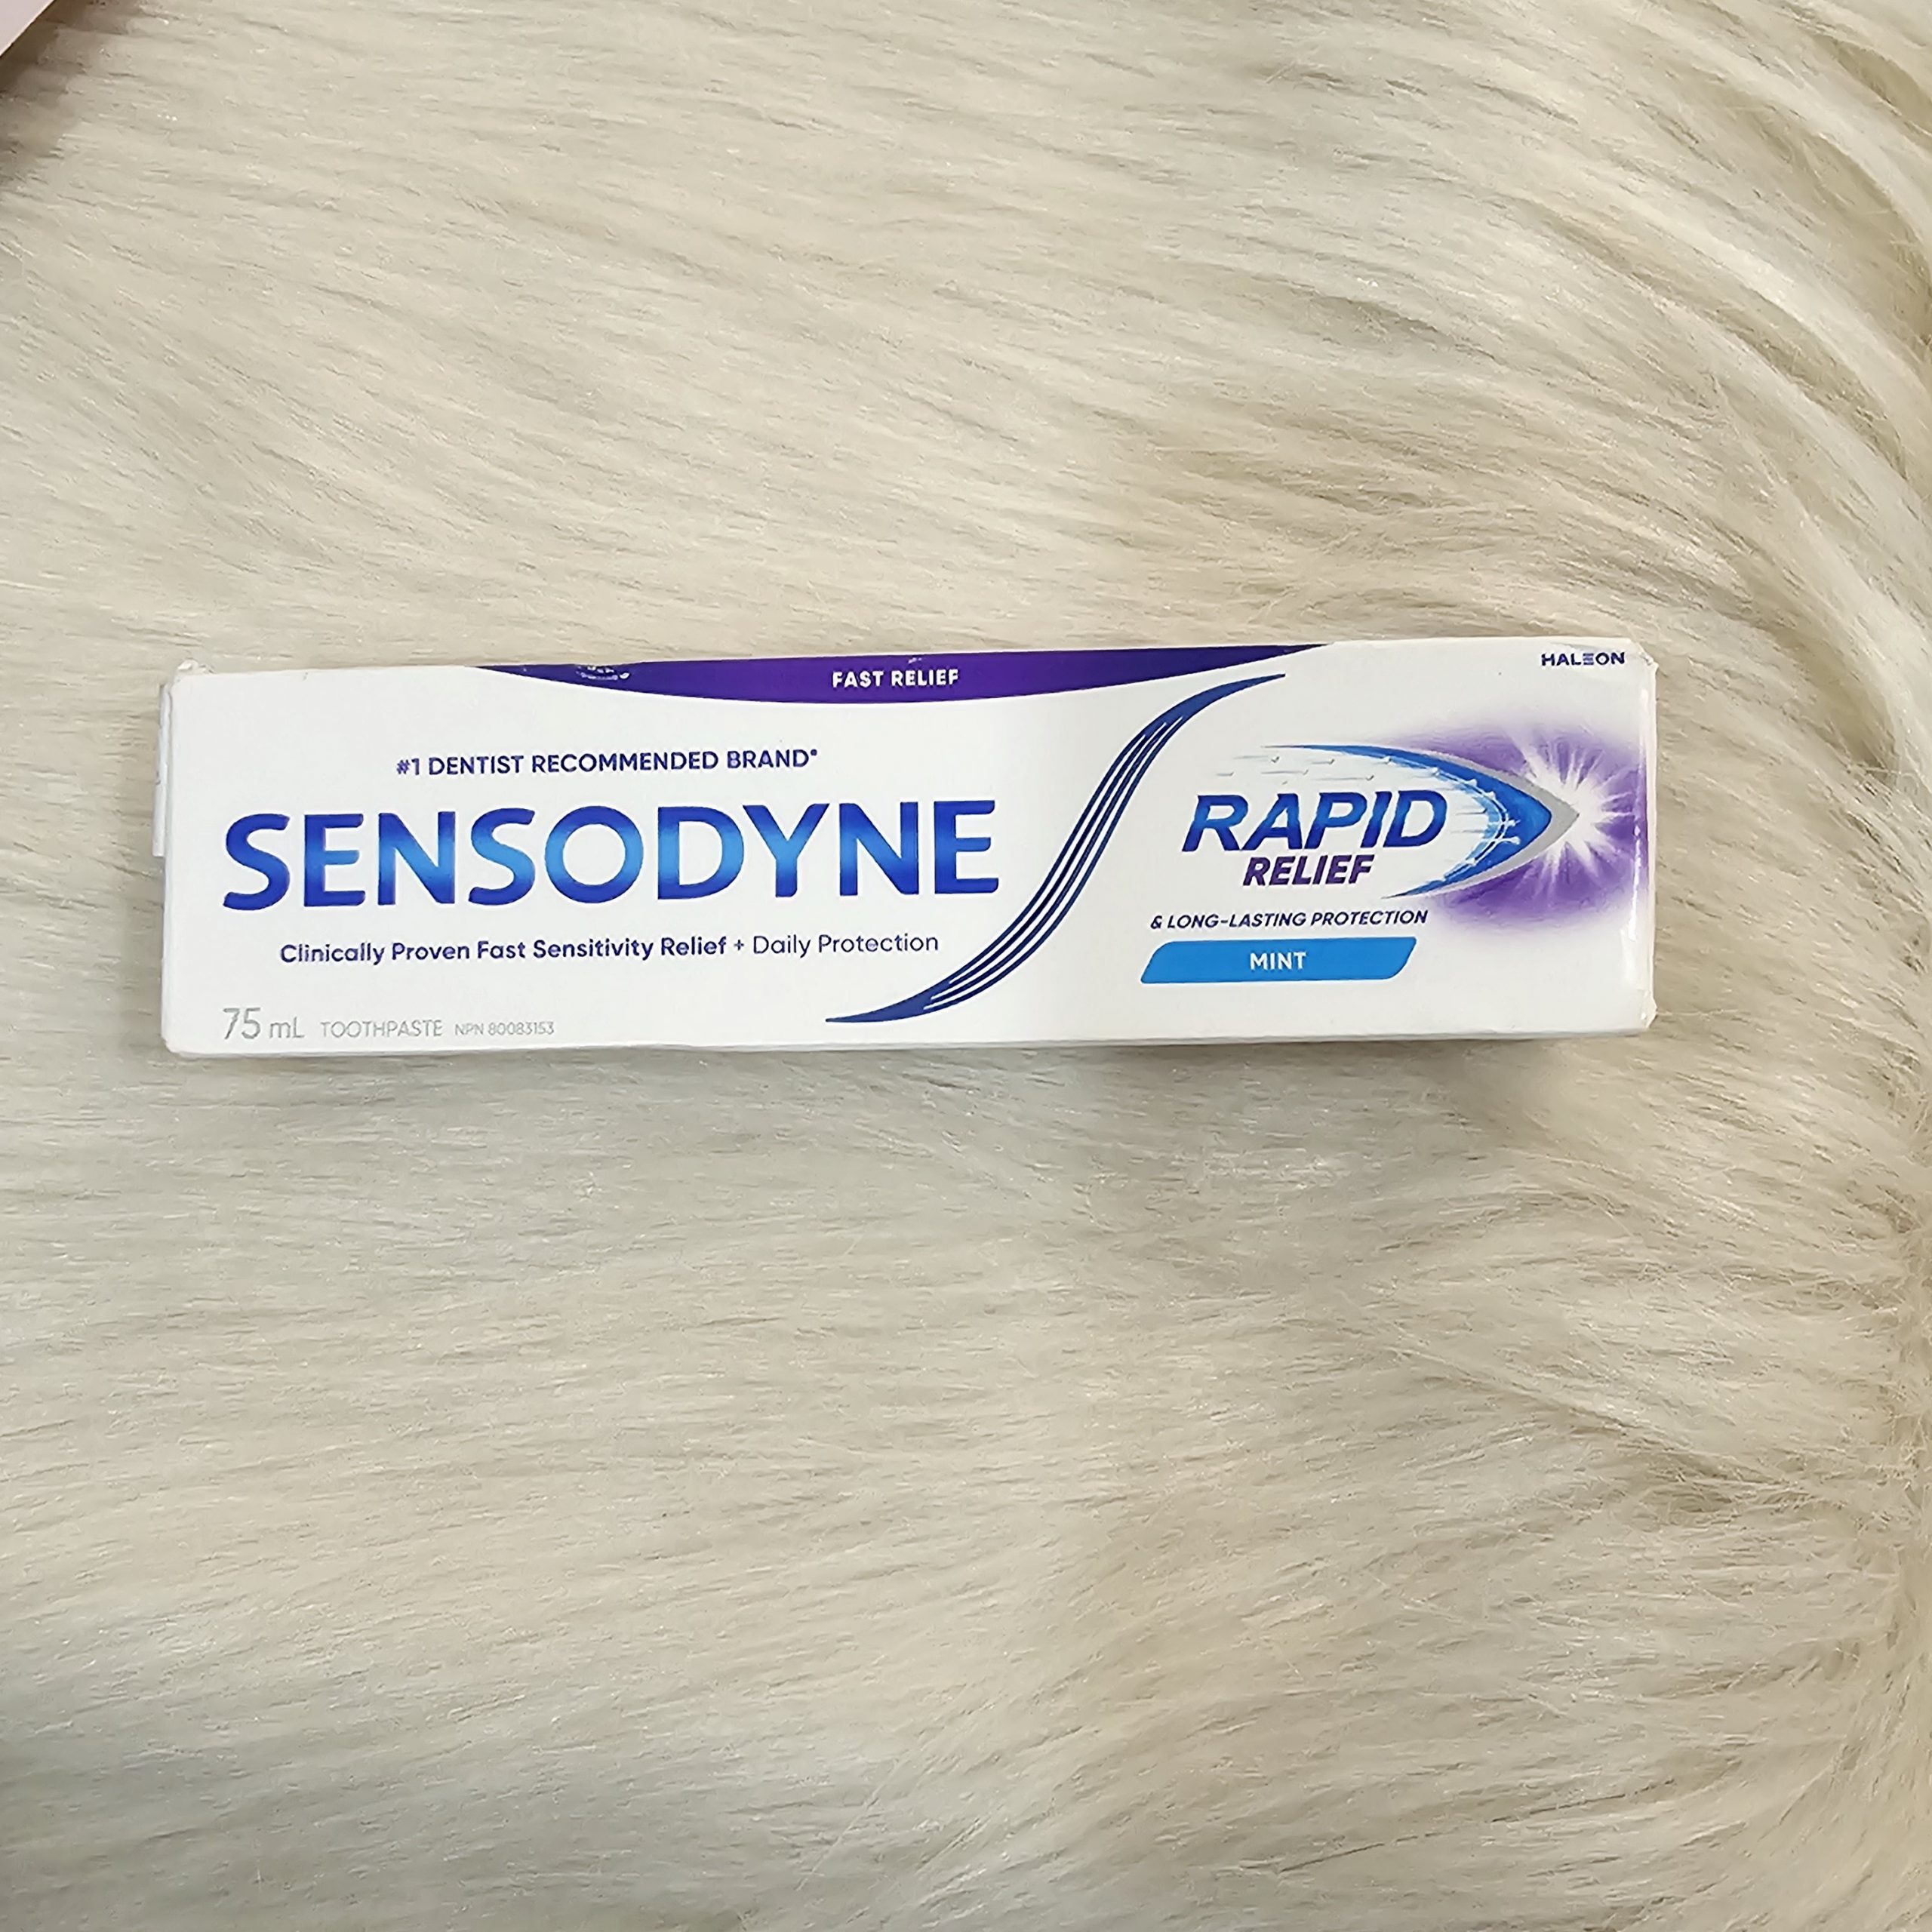 FAST RELIEF
HALEON
#1 DENTIST RECOMMENDED BRAND*
SENSODYNE
Clinically Proven Fast Sensitivity Relief + Daily Protection
75 mL TOOTHPASTE NPN 80083153
RAPID
RELIEF
& LONG-LASTING PROTECTION
MINT